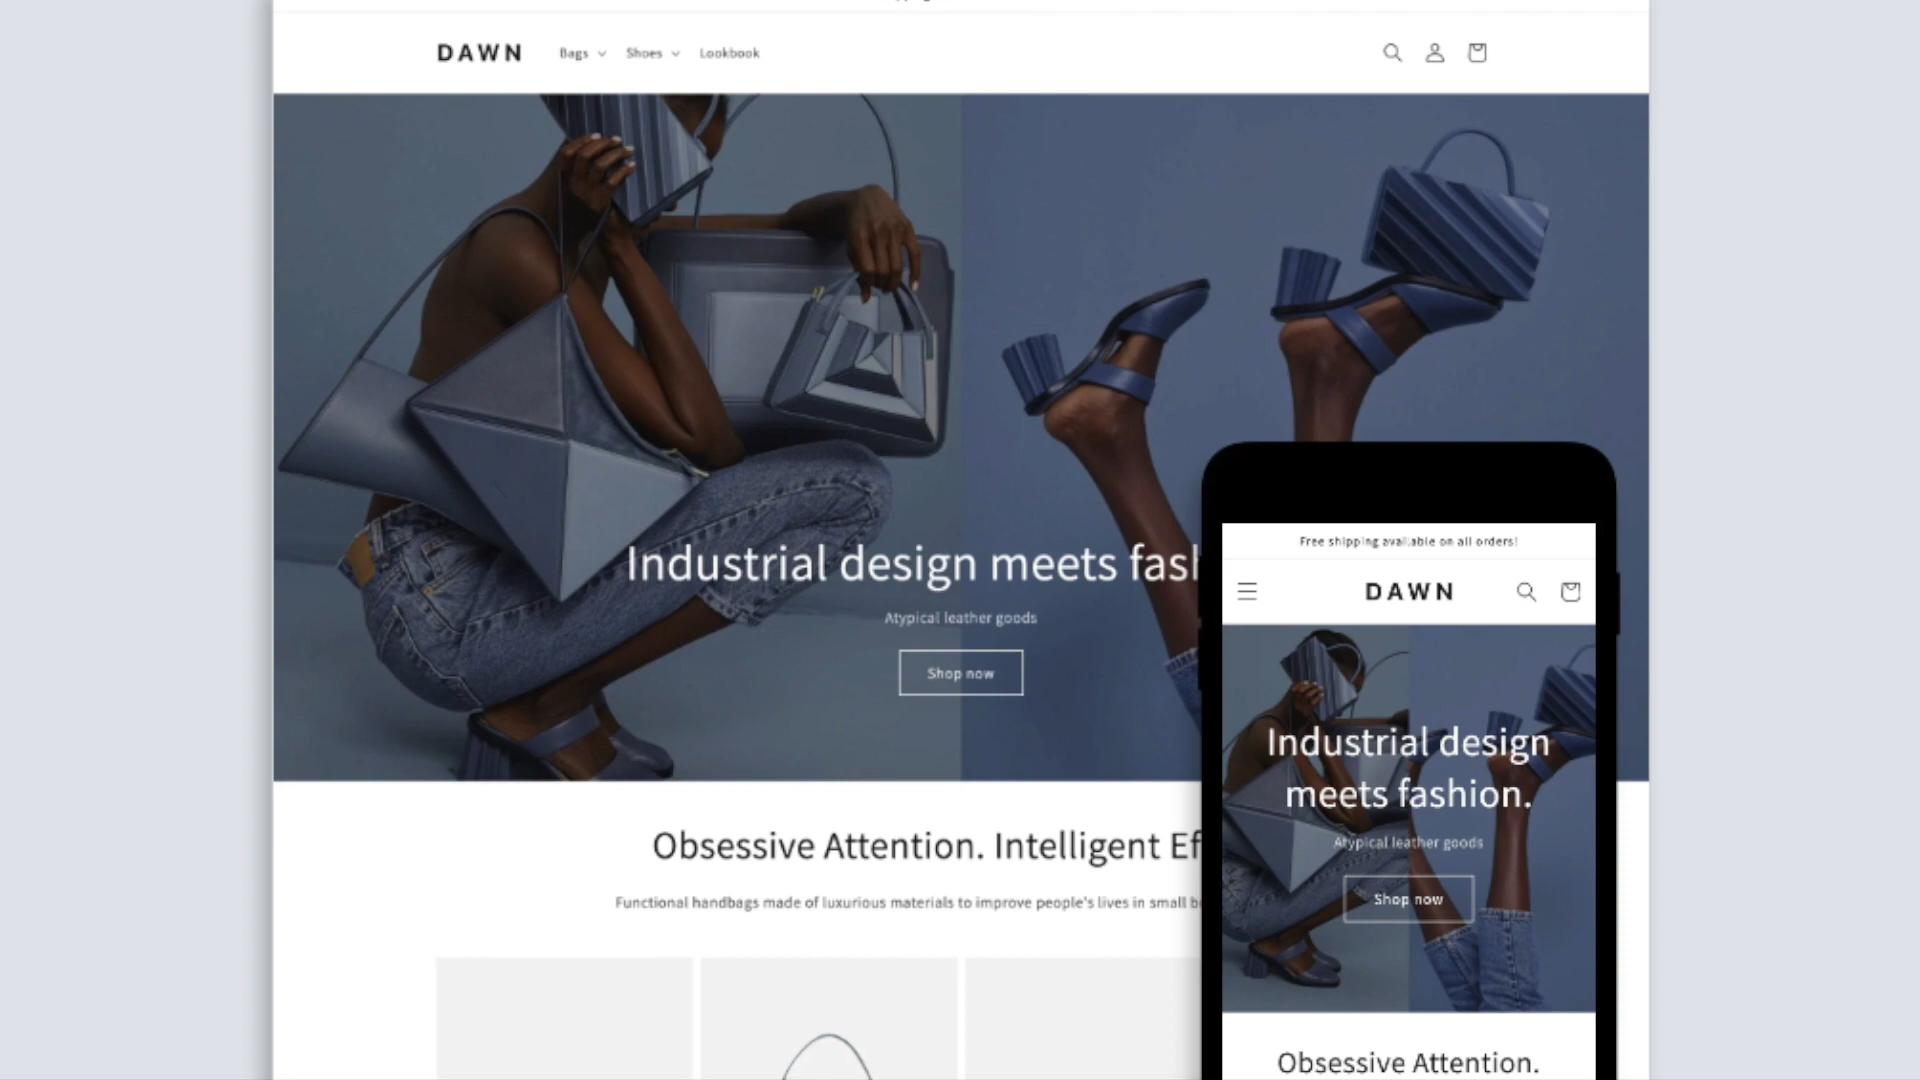 DAWN
Bags
Shoes
Lookbook
Industrial design meets
Atypical leather goods
Shop now
Obsessive Attention. Intelligent
Functional handbags made of luxurious materials to improve people's lives in small
Free shipping available on all orders!
DAWN
Industrial design
meets fashion.
Atypical leather goods
Shop now
Obsessive Attention.